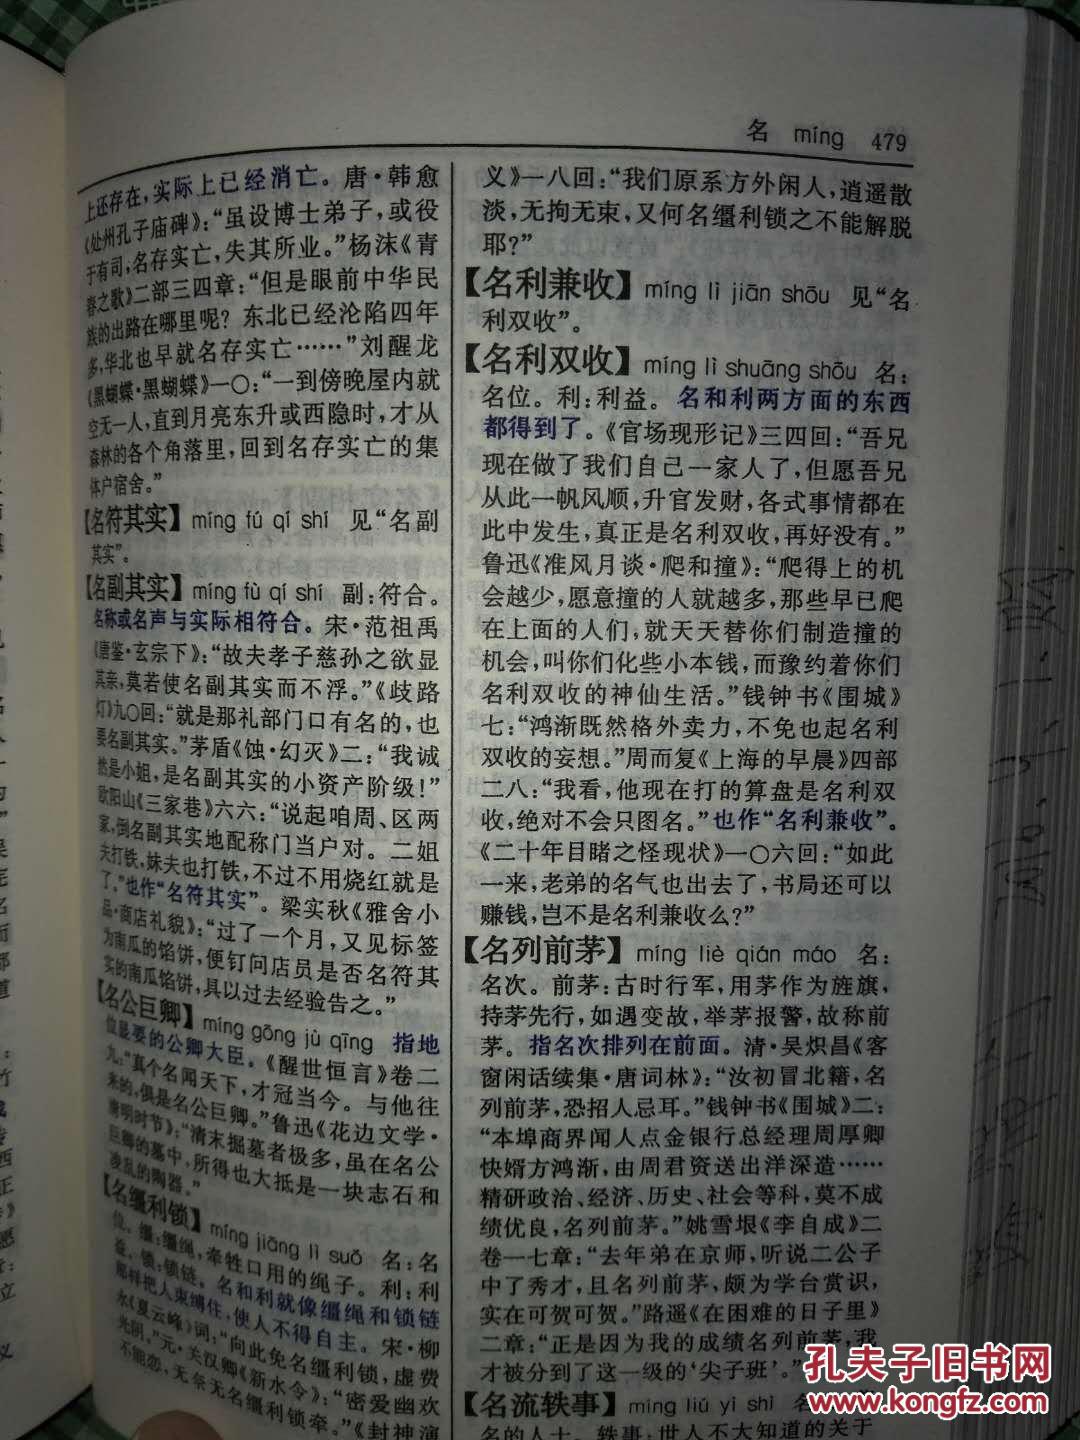 名 míng 479
上还存在，实际上已经消亡。唐·韩愈
《处州孔子庙碑》：“虽设博士弟子，或役
于有司，名存实亡，失其所业。”杨沫《青
春之歌》二部三四章：“但是眼前中华民
族的出路在哪里呢？东北已经沦陷四年
多，华北也早就名存实亡……”刘醒龙
《黑蝴蝶·黑蝴蝶》一〇：“一到傍晚屋内就
空无一人，直到月亮东升或西隐时，才从
森林的各个角落里，回到名存实亡的集
体户宿舍。”
【名符其实】míng fú qí shí 见“名副
其实”。
【名副其实】míng fù qí shí 副：符合。
名称或名声与实际相符合。宋·范祖禹
《唐鉴·玄宗下》：“故夫孝子慈孙之欲显
其亲，莫若使名副其实而不浮。”《歧路
灯》九〇回：“就是那礼部门口有名的，也
要名副其实。”茅盾《蚀·幻灭》二：“我诚
然是小姐，是名副其实的小资产阶级！”
欧阳山《三家巷》六六：“说起咱周、区两
家，倒名副其实地配称门当户对。二姐
夫打铁，妹夫也打铁，不过不用烧红就是
了。”也作“名符其实”。梁实秋《雅舍小
品·商店礼貌》：“过了一个月，又见标签
为南瓜的馅饼，便钉问店员是否名符其
实的南瓜馅饼，具以过去经验告之。”
【名公巨卿】míng gōng jù qīng 指地
位显要的公卿大臣。《醒世恒言》卷二
九：“真个名闻天下，才冠当今。与他往
来的，俱是名公巨卿。”鲁迅《花边文学·
清明时节》：“清末掘墓者极多，虽在名公
巨卿的墓中，所得也大抵是一块志石和
凌乱的陶器。”
【名缰利锁】míng jiāng lì suǒ 名：名
位。缰：缰绳，牵牲口用的绳子。利：利
益。锁：锁链。名和利就像缰绳和锁链
那样把人束缚住，使人不得自主。宋·柳
永《夏云峰》词：“向此免名缰利锁，虚费
光阴。”元·关汉卿《新水令》：“密爱幽欢
不能恋，无奈无名缰利锁牵。”《封神演
义》一八回：“我们原系方外闲人，逍遥散
淡，无拘无束，又何名缰利锁之不能解脱
耶？”
【名利兼收】míng lì jiān shōu 见“名
利双收”。
【名利双收】míng lì shuāng shōu 名：
名位。利：利益。名和利两方面的东西
都得到了。《官场现形记》三四回：“吾兄
现在做了我们自己一家人了，但愿吾兄
从此一帆风顺，升官发财，各式事情都在
此中发生，真正是名利双收，再好没有。”
鲁迅《准风月谈·爬和撞》：“爬得上的机
会越少，愿意撞的人就越多，那些早已爬
在上面的人们，就天天替你们制造撞的
机会，叫你们化些小本钱，而豫约着你们
名利双收的神仙生活。”钱钟书《围城》
七：“鸿渐既然格外卖力，不免也起名利
双收的妄想。”周而复《上海的早晨》四部
二八：“我看，他现在打的算盘是名利双
收，绝对不会只图名。”也作“名利兼收”。
《二十年目睹之怪现状》一〇六回：“如此
一来，老弟的名气也出去了，书局还可以
赚钱，岂不是名利兼收么？”
【名列前茅】míng liè qián máo 名：
名次。前茅：古时行军，用茅作为旌旗，
持茅先行，如遇变故，举茅报警，故称前
茅。指名次排列在前面。清·吴炽昌《客
窗闲话续集·唐词林》：“汝初冒北籍，名
列前茅，恐招人忌耳。”钱钟书《围城》二：
“本埠商界闻人点金银行总经理周厚卿
快婿方鸿渐，由周君资送出洋深造……
精研政治、经济、历史、社会等科，莫不成
绩优良，名列前茅。”姚雪垠《李自成》二
卷一七章：“去年弟在京师，听说二公子
中了秀才，且名列前茅，颇为学台赏识，
实在可贺可贺。”路遥《在困难的日子里》
二章：“正是因为我的成绩名列前茅，我
才被分到了这一级的‘尖子班’。”
【名流轶事】míng liú yì shì 名
名的人士。轶事：世人不大知道的关于
孔夫子旧书网
www.kongfz.com